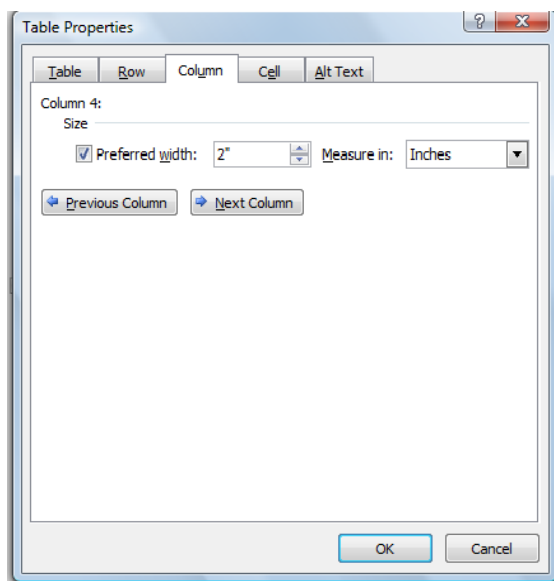 Table Properties
Table Row Column Cell Alt Text
Column 4:
Size
Preferred width: 2" Measure in: Inches
Previous Column Next Column
OK Cancel